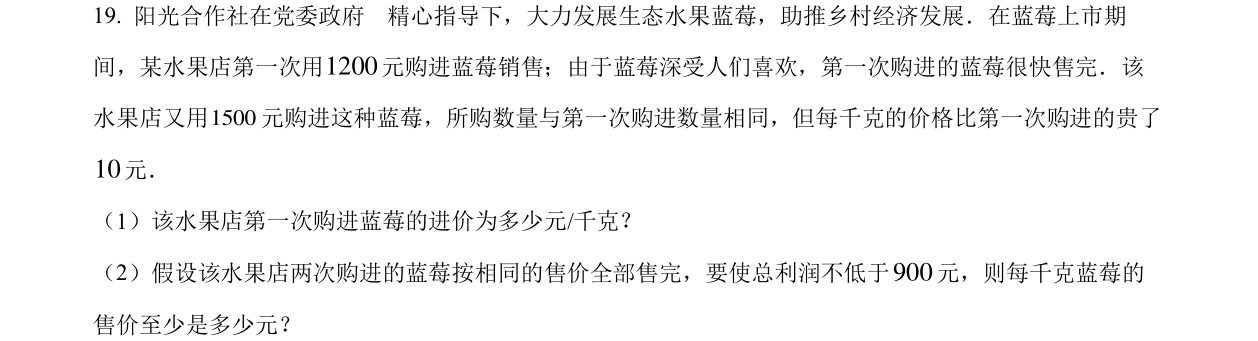 19. 阳光合作社在党委政府 精心指导下，大力发展生态水果蓝莓，助推乡村经济发展．在蓝莓上市期
间，某水果店第一次用1200元购进蓝莓销售；由于蓝莓深受人们喜欢，第一次购进的蓝莓很快售完．该
水果店又用1500元购进这种蓝莓，所购数量与第一次购进数量相同，但每千克的价格比第一次购进的贵了
10元．
（1）该水果店第一次购进蓝莓的进价为多少元/千克？
（2）假设该水果店两次购进的蓝莓按相同的售价全部售完，要使总利润不低于900元，则每千克蓝莓的
售价至少是多少元？